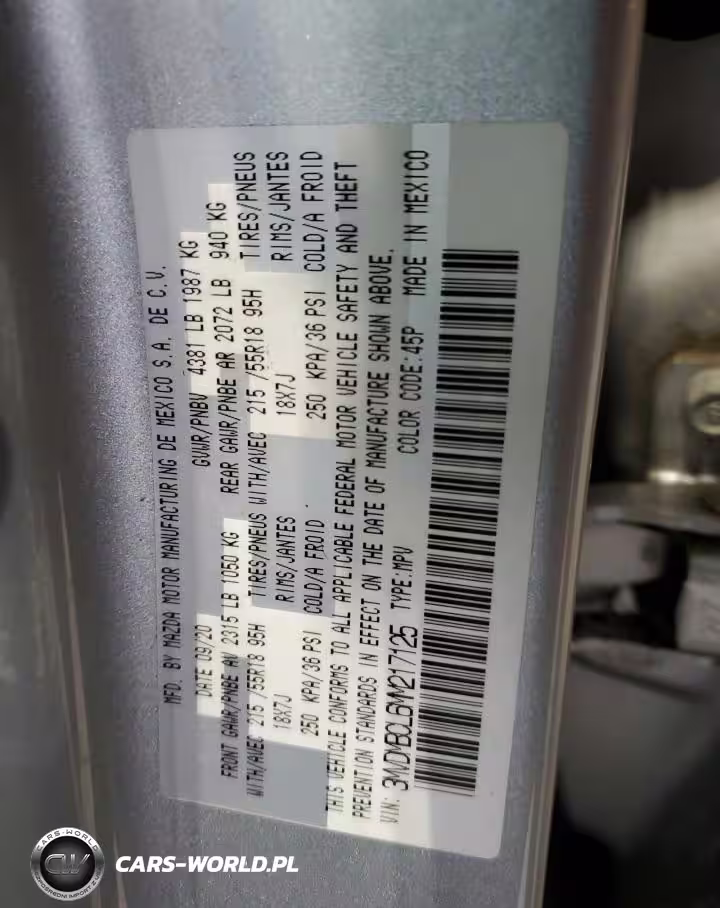 MFD. BY MAZDA MOTOR MANUFACTURING DE MEXICO S.A. DE C.V.
DATE 09/20 GVWR/PNBV 4381 LB 1987 KG
FRONT GAWR/PNBE AV 2315 LB 1050 KG REAR GAWR/PNBE AR 2072 LB 940 KG
WITH/AVEC 215 /55R18 95H TIRES/PNEUS WITH/AVEC 215 /55R18 95H TIRES/PNEUS
18X7J RIMS/JANTES 18X7J RIMS/JANTES
250 KPA/36 PSI COLD/A FROID 250 KPA/36 PSI COLD/A FROID
THIS VEHICLE CONFORMS TO ALL APPLICABLE FEDERAL MOTOR VEHICLE SAFETY AND THEFT
PREVENTION STANDARDS IN EFFECT ON THE DATE OF MANUFACTURE SHOWN ABOVE.
VIN: 3MVDMBCL6MM217125 TYPE:MPV COLOR CODE:45P MADE IN MEXICO
CARS-WORLD
CW
CARS-WORLD.PL